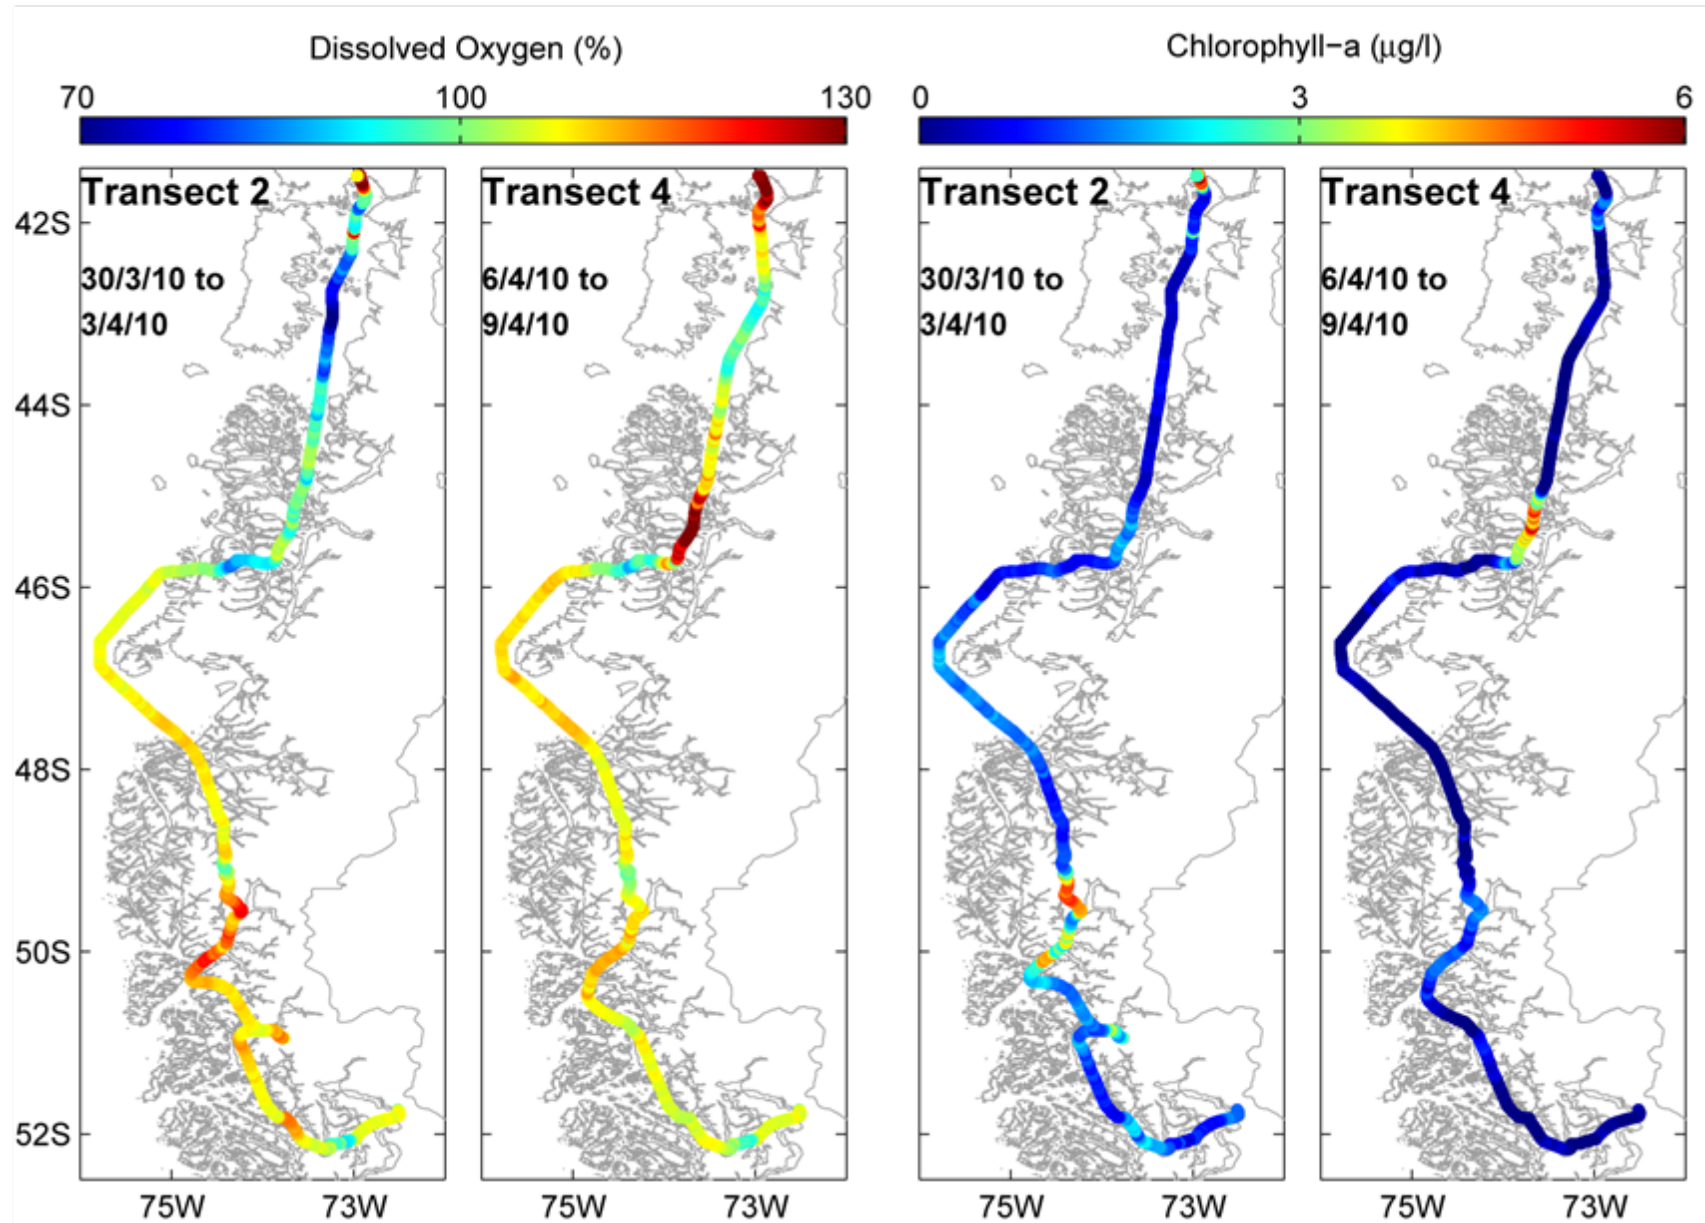 Dissolved Oxygen (%)
Chlorophyll−a (μg/l)
70 100 130
0 3 6
Transect 2
Transect 4
Transect 2
Transect 4
30/3/10 to
3/4/10
6/4/10 to
9/4/10
30/3/10 to
3/4/10
6/4/10 to
9/4/10
42S
44S
46S
48S
50S
52S
75W 73W
75W 73W
75W 73W
75W 73W